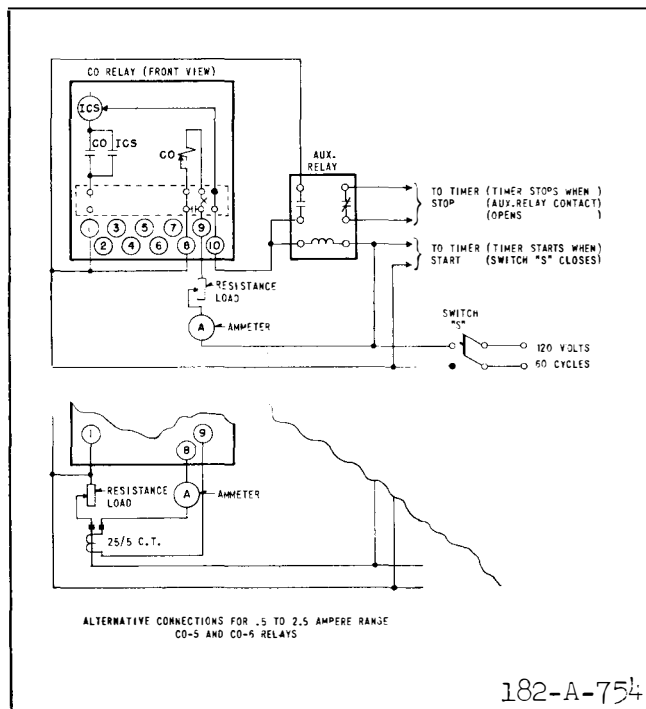 CO RELAY (FRONT VIEW)
ICS
CO ICS
CO
1 3 5 7 9
2 4 6 8 10
AUX.
RELAY
TO TIMER (TIMER STOPS WHEN )
STOP (AUX.RELAY CONTACT)
(OPENS )
TO TIMER (TIMER STARTS WHEN)
START (SWITCH "S" CLOSES)
RESISTANCE
LOAD
A AMMETER
SWITCH
"S"
120 VOLTS
60 CYCLES
1 8 9
RESISTANCE
LOAD
A AMMETER
25/5 C.T.
ALTERNATIVE CONNECTIONS FOR .5 TO 2.5 AMPERE RANGE
CO-5 AND CO-6 RELAYS
182-A-754